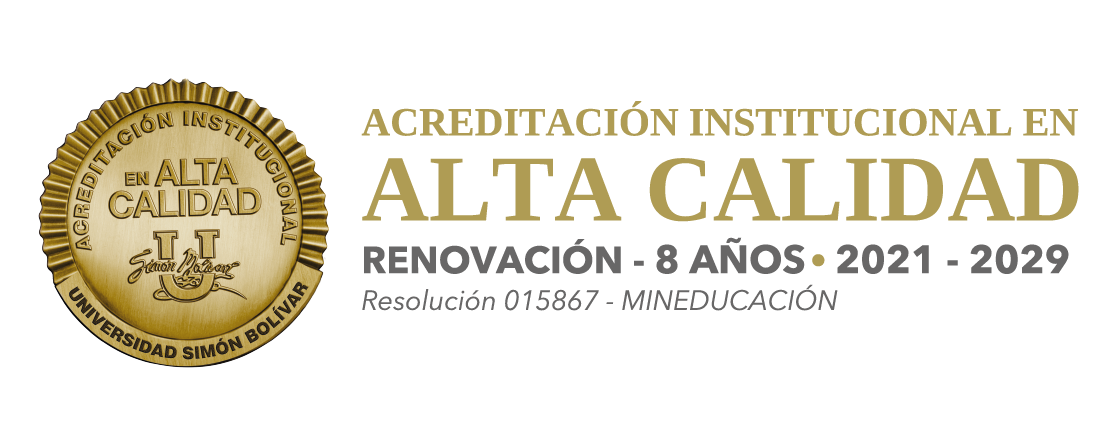 ACREDITACIÓN INSTITUCIONAL
EN ALTA
CALIDAD
U
Simón Bolívar
UNIVERSIDAD SIMÓN BOLÍVAR
ACREDITACIÓN INSTITUCIONAL EN
ALTA CALIDAD
RENOVACIÓN - 8 AÑOS • 2021 - 2029
Resolución 015867 - MINEDUCACIÓN